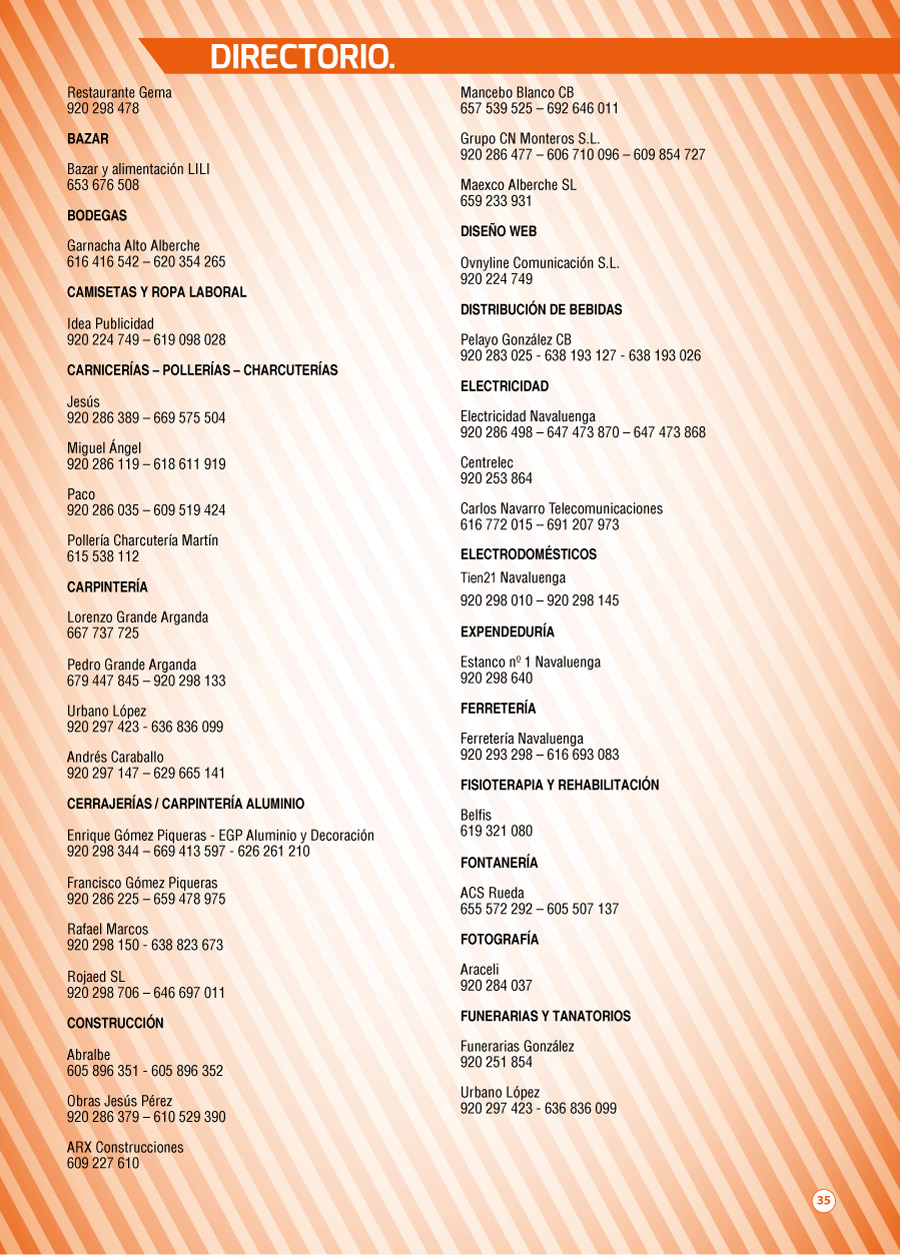 DIRECTORIO.
Restaurante Gema
920 298 478
BAZAR
Bazar y alimentación LILI
653 676 508
BODEGAS
Garnacha Alto Alberche
616 416 542 – 620 354 265
CAMISETAS Y ROPA LABORAL
Idea Publicidad
920 224 749 – 619 098 028
CARNICERÍAS – POLLERÍAS – CHARCUTERÍAS
Jesús
920 286 389 – 669 575 504
Miguel Ángel
920 286 119 – 618 611 919
Paco
920 286 035 – 609 519 424
Pollería Charcutería Martín
615 538 112
CARPINTERÍA
Lorenzo Grande Arganda
667 737 725
Pedro Grande Arganda
679 447 845 – 920 298 133
Urbano López
920 297 423 - 636 836 099
Andrés Caraballo
920 297 147 – 629 665 141
CERRAJERÍAS / CARPINTERÍA ALUMINIO
Enrique Gómez Piqueras - EGP Aluminio y Decoración
920 298 344 – 669 413 597 - 626 261 210
Francisco Gómez Piqueras
920 286 225 – 659 478 975
Rafael Marcos
920 298 150 - 638 823 673
Rojaed SL
920 298 706 – 646 697 011
CONSTRUCCIÓN
Abralbe
605 896 351 - 605 896 352
Obras Jesús Pérez
920 286 379 – 610 529 390
ARX Construcciones
609 227 610
Mancebo Blanco CB
657 539 525 – 692 646 011
Grupo CN Monteros S.L.
920 286 477 – 606 710 096 – 609 854 727
Maexco Alberche SL
659 233 931
DISEÑO WEB
Ovnyline Comunicación S.L.
920 224 749
DISTRIBUCIÓN DE BEBIDAS
Pelayo González CB
920 283 025 - 638 193 127 - 638 193 026
ELECTRICIDAD
Electricidad Navaluenga
920 286 498 – 647 473 870 – 647 473 868
Centrelec
920 253 864
Carlos Navarro Telecomunicaciones
616 772 015 – 691 207 973
ELECTRODOMÉSTICOS
Tien21 Navaluenga
920 298 010 – 920 298 145
EXPENDEDURÍA
Estanco nº 1 Navaluenga
920 298 640
FERRETERÍA
Ferretería Navaluenga
920 293 298 – 616 693 083
FISIOTERAPIA Y REHABILITACIÓN
Belfis
619 321 080
FONTANERÍA
ACS Rueda
655 572 292 – 605 507 137
FOTOGRAFÍA
Araceli
920 284 037
FUNERARIAS Y TANATORIOS
Funerarias González
920 251 854
Urbano López
920 297 423 - 636 836 099
35